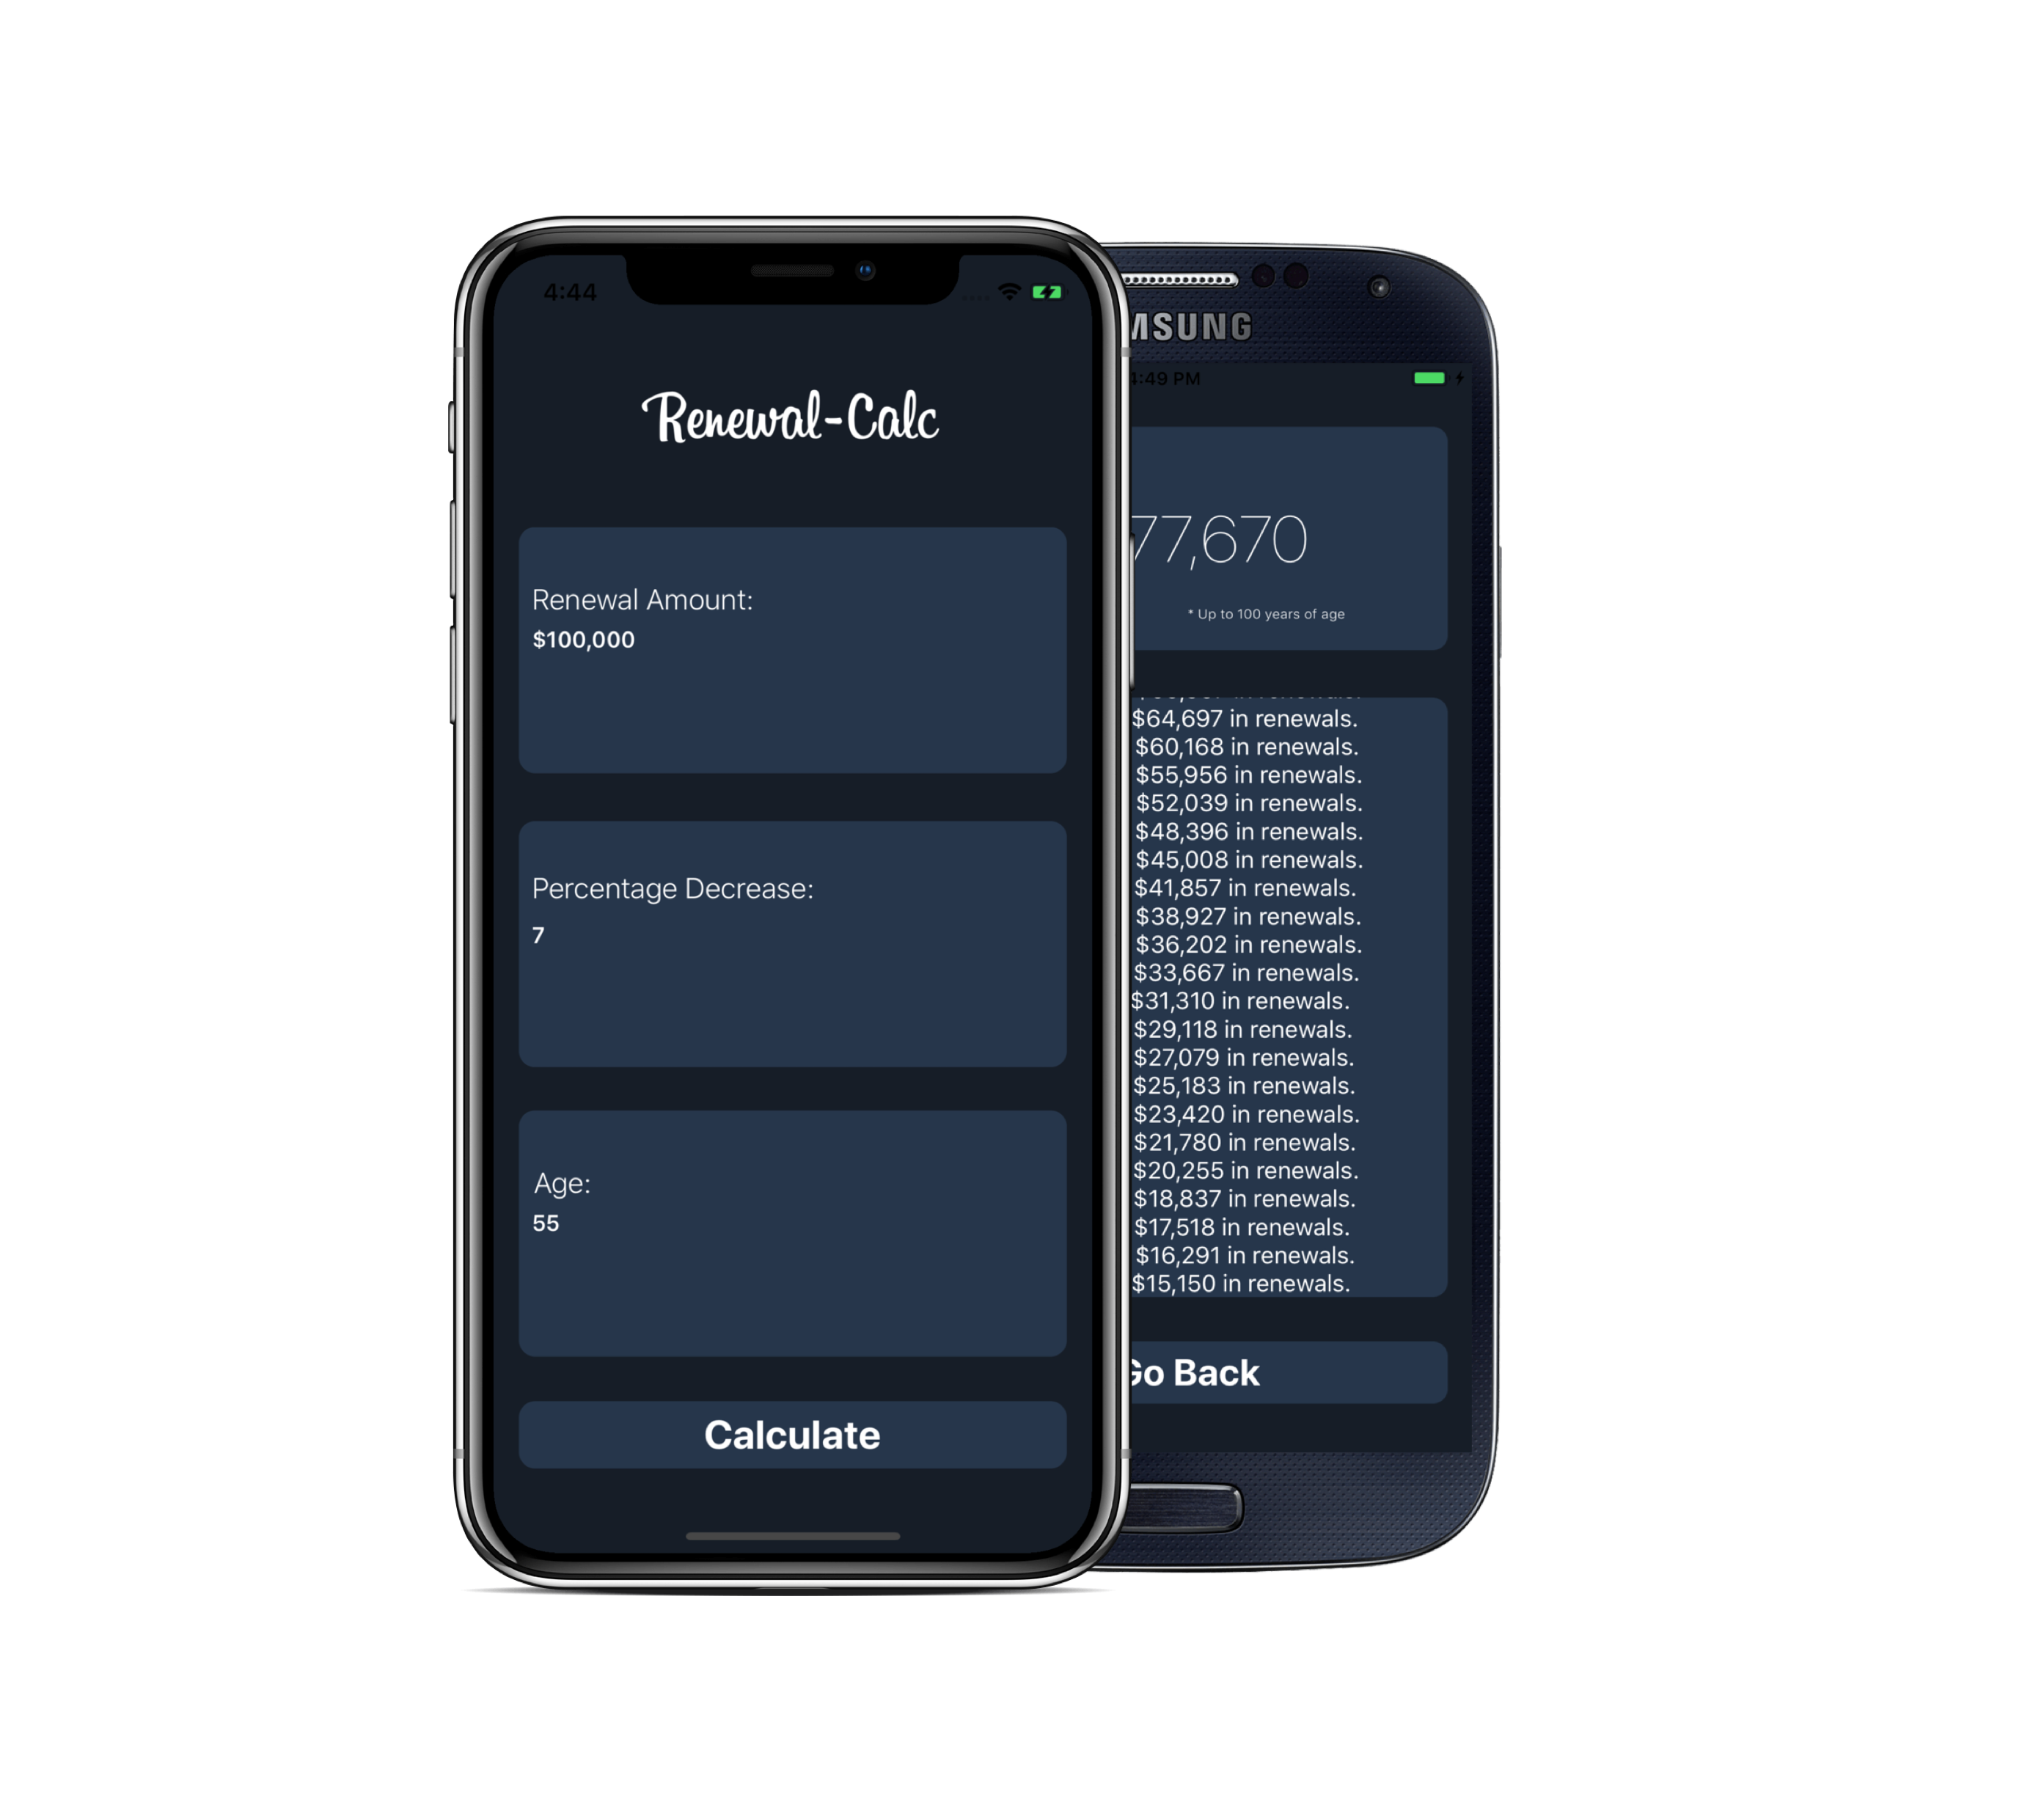 4:44
Renewal-Calc
Renewal Amount:
$100,000
Percentage Decrease:
7
Age:
55
Calculate
MSUNG
:49 PM
77,670
* Up to 100 years of age
$64,697 in renewals.
$60,168 in renewals.
$55,956 in renewals.
$52,039 in renewals.
$48,396 in renewals.
$45,008 in renewals.
$41,857 in renewals.
$38,927 in renewals.
$36,202 in renewals.
$33,667 in renewals.
$31,310 in renewals.
$29,118 in renewals.
$27,079 in renewals.
$25,183 in renewals.
$23,420 in renewals.
$21,780 in renewals.
$20,255 in renewals.
$18,837 in renewals.
$17,518 in renewals.
$16,291 in renewals.
$15,150 in renewals.
Go Back